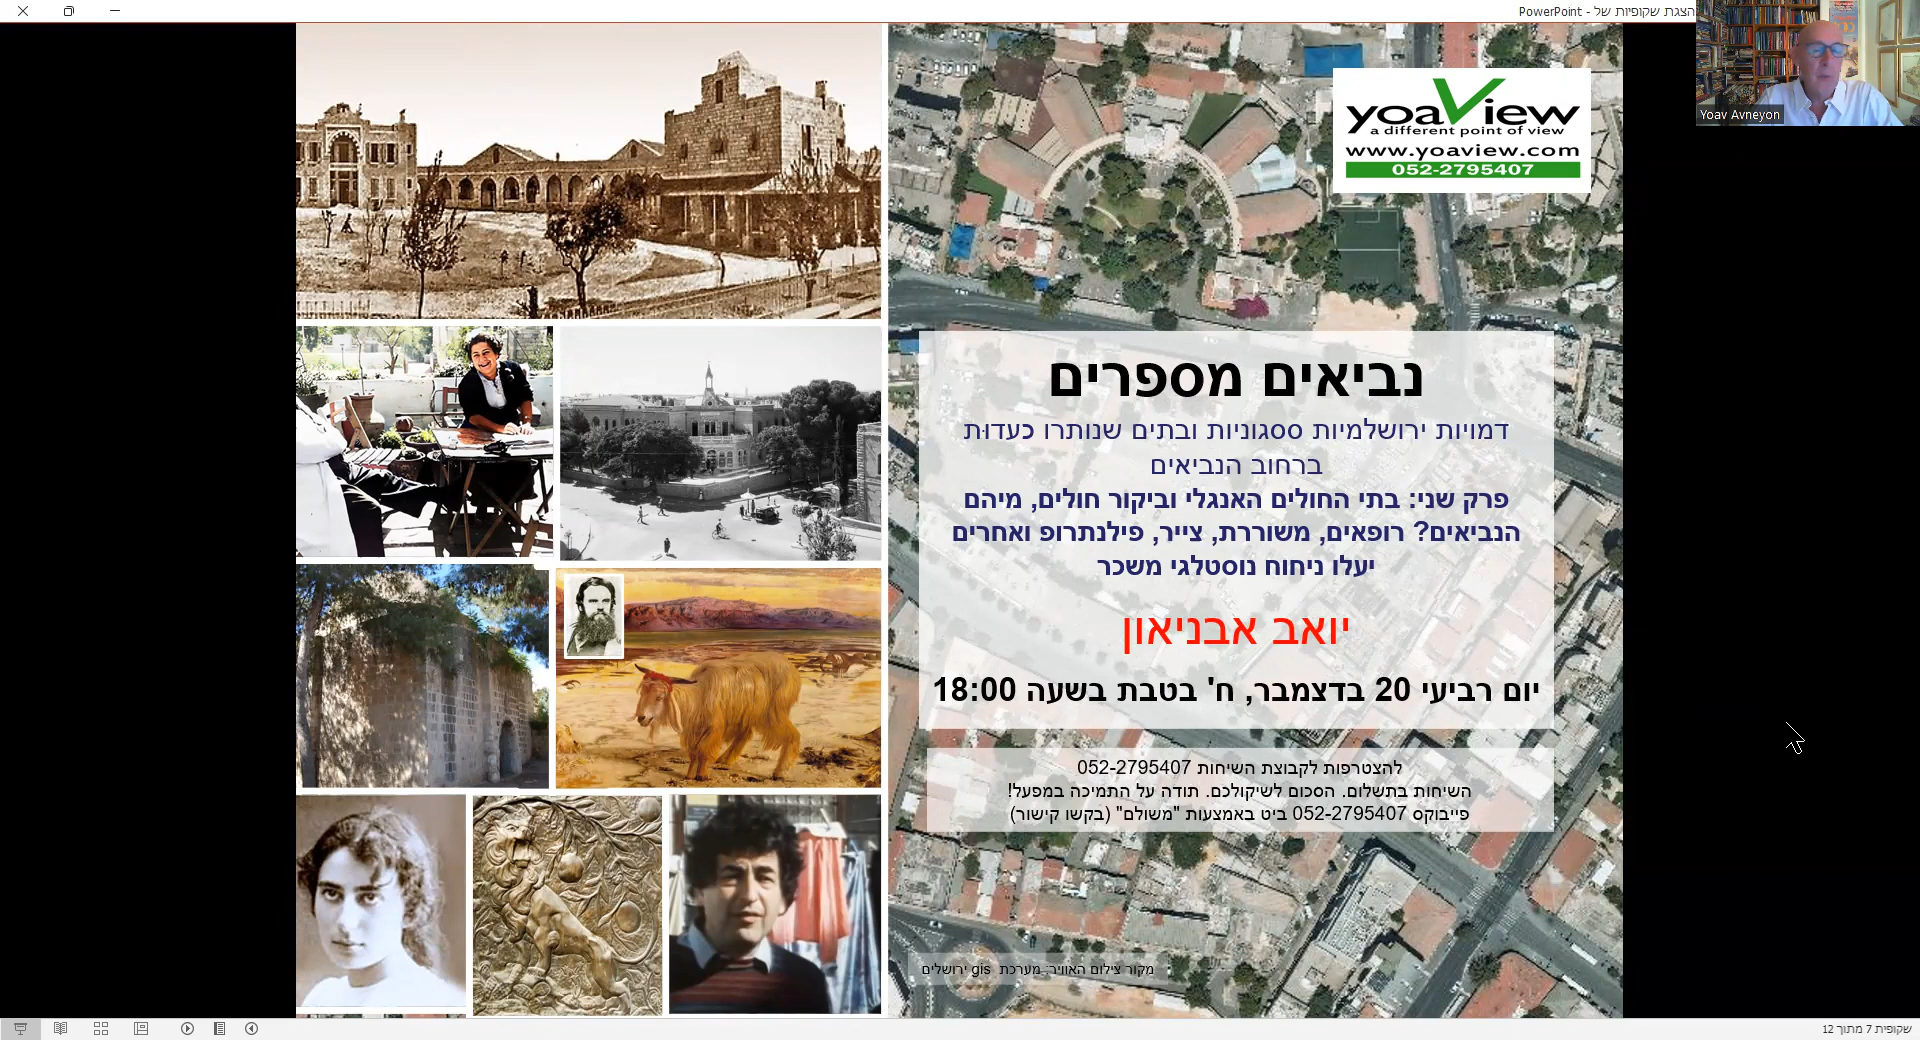 הצגת שקופיות של - PowerPoint
Yoav Avneyon
yoaView
a different point of view
www.yoaview.com
052-2795407
נביאים מספרים
דמויות ירושלמיות ססגוניות ובתים שנותרו כעדות
ברחוב הנביאים
פרק שני: בתי החולים האנגלי וביקור חולים, מיהם
הנביאים? רופאים, משוררת, צייר, פילנתרופ ואחרים
יעלו ניחוח נוסטלגי משכר
יואב אבניאון
יום רביעי 20 בדצמבר, ח' בטבת בשעה 18:00
להצטרפות לקבוצת השיחות 052-2795407
השיחות בתשלום. הסכום לשיקולכם. תודה על התמיכה במפעל!
פייבוקס 052-2795407 ביט באמצעות "משולם" (בקשו קישור)
מקור צילום האוויר: מערכת gis ירושלים
שקופית 7 מתוך 12